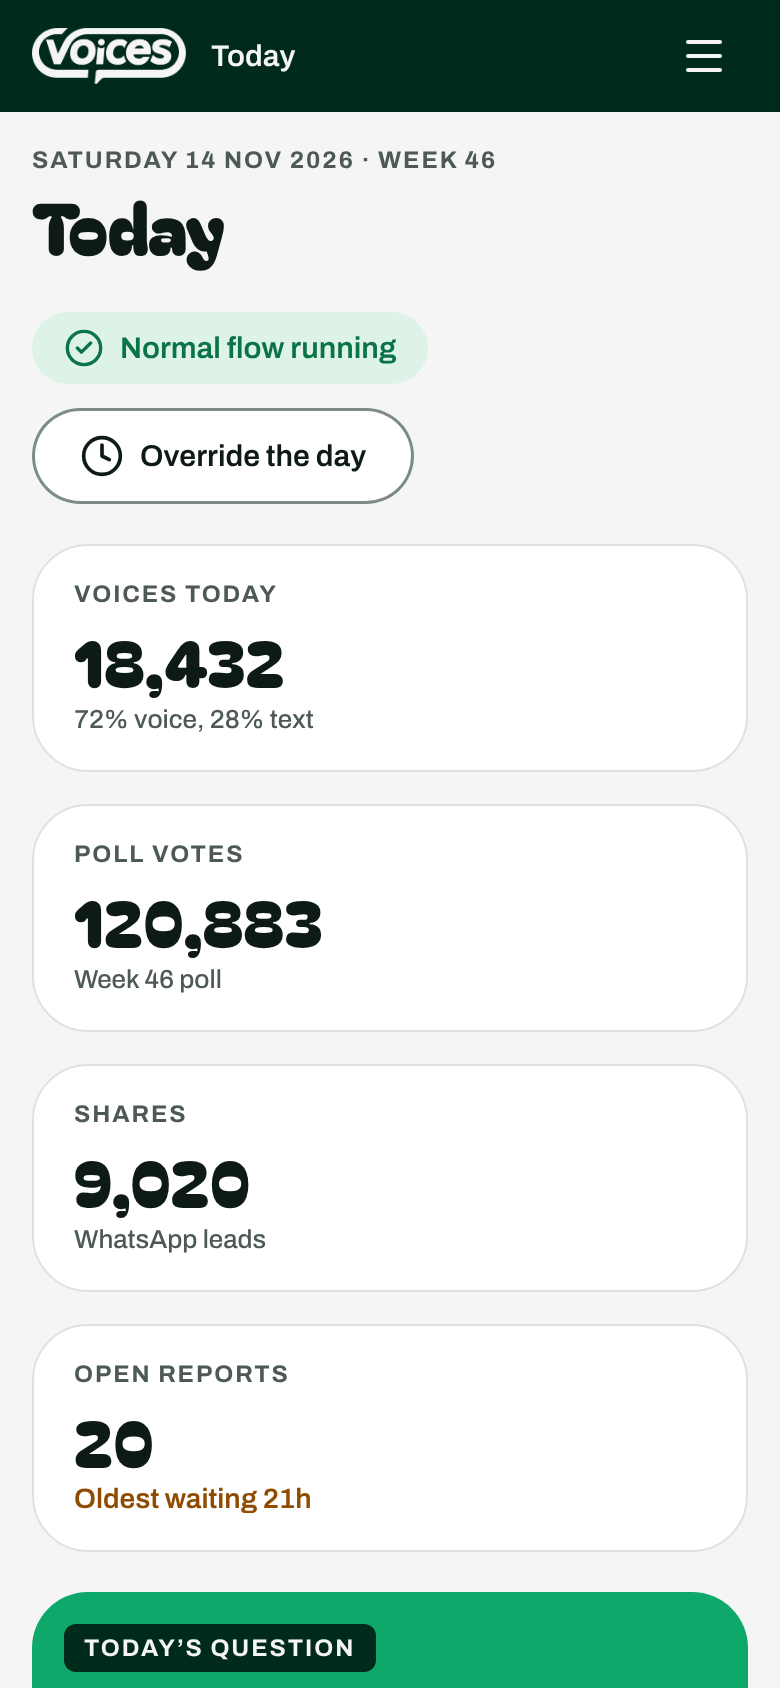 Voices
Today
SATURDAY 14 NOV 2026 · WEEK 46
Today
Normal flow running
Override the day
VOICES TODAY
18,432
72% voice, 28% text
POLL VOTES
120,883
Week 46 poll
SHARES
9,020
WhatsApp leads
OPEN REPORTS
20
Oldest waiting 21h
TODAY’S QUESTION